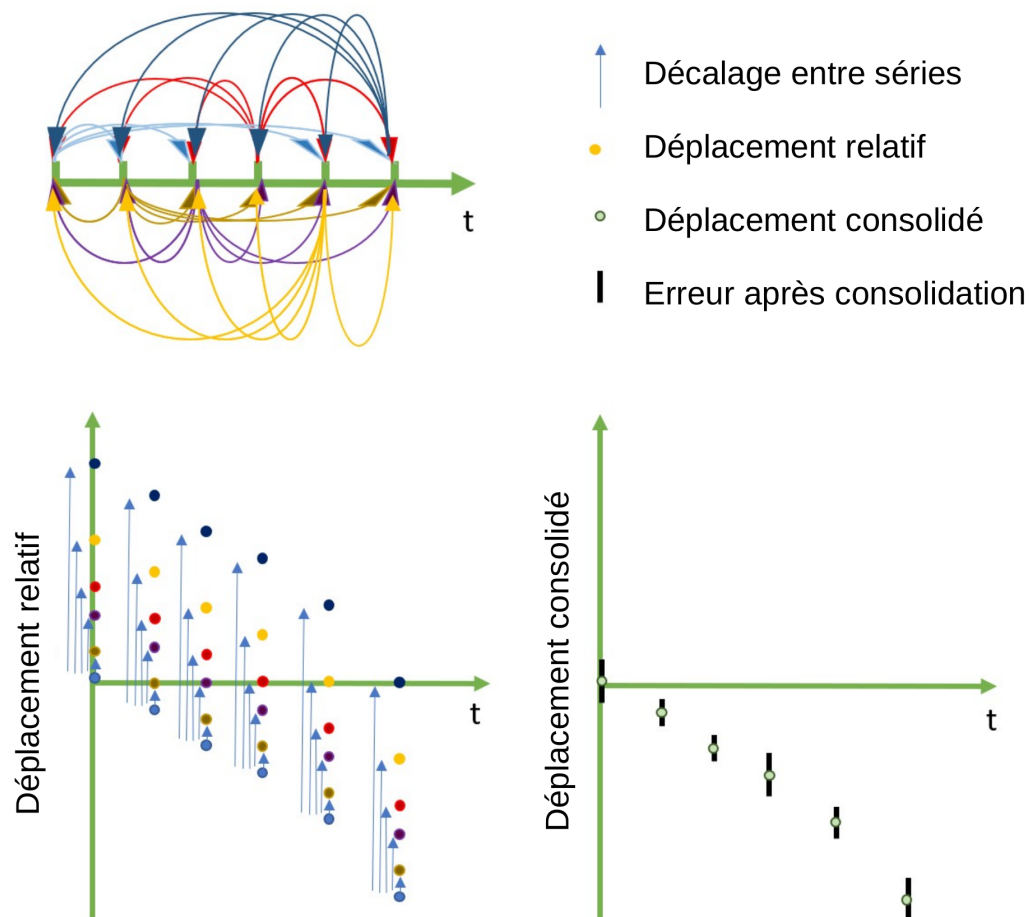 Décalage entre séries
Déplacement relatif
t
Déplacement consolidé
Erreur après consolidation
Déplacement relatif
t
Déplacement consolidé
t